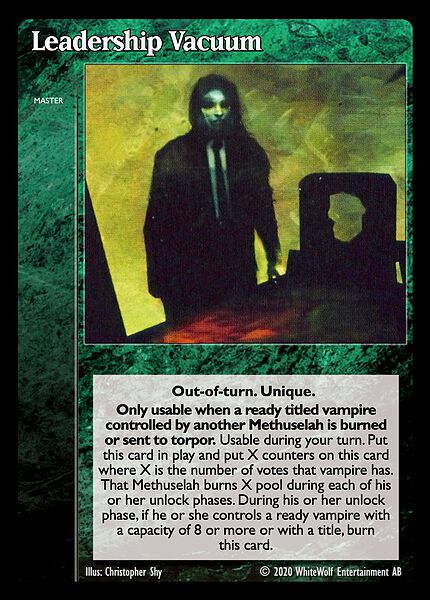 Leadership Vacuum
MASTER
Out-of-turn. Unique.
Only usable when a ready titled vampire
controlled by another Methuselah is burned
or sent to torpor. Usable during your turn. Put
this card in play and put X counters on this card
where X is the number of votes that vampire has.
That Methuselah burns X pool during each of his
or her unlock phases. During his or her unlock
phase, if he or she controls a ready vampire with
a capacity of 8 or more or with a title, burn
this card.
Illus: Christopher Shy © 2020 WhiteWolf Entertainment AB